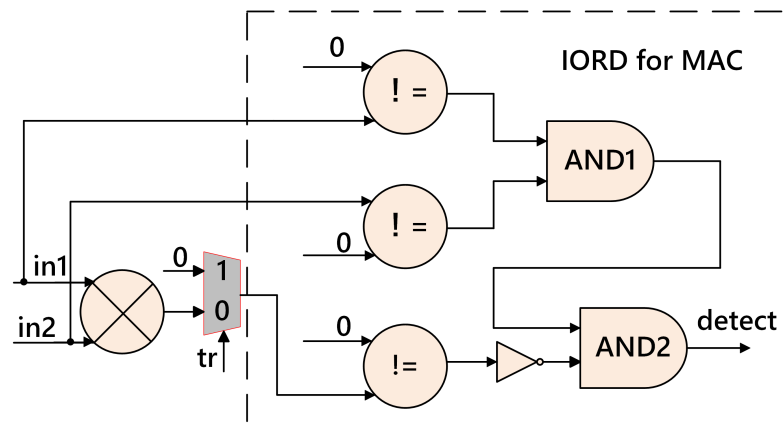 0
IORD for MAC
! =
AND1
! =
0
in1
0
1
0
in2
tr
0
!=
AND2
detect